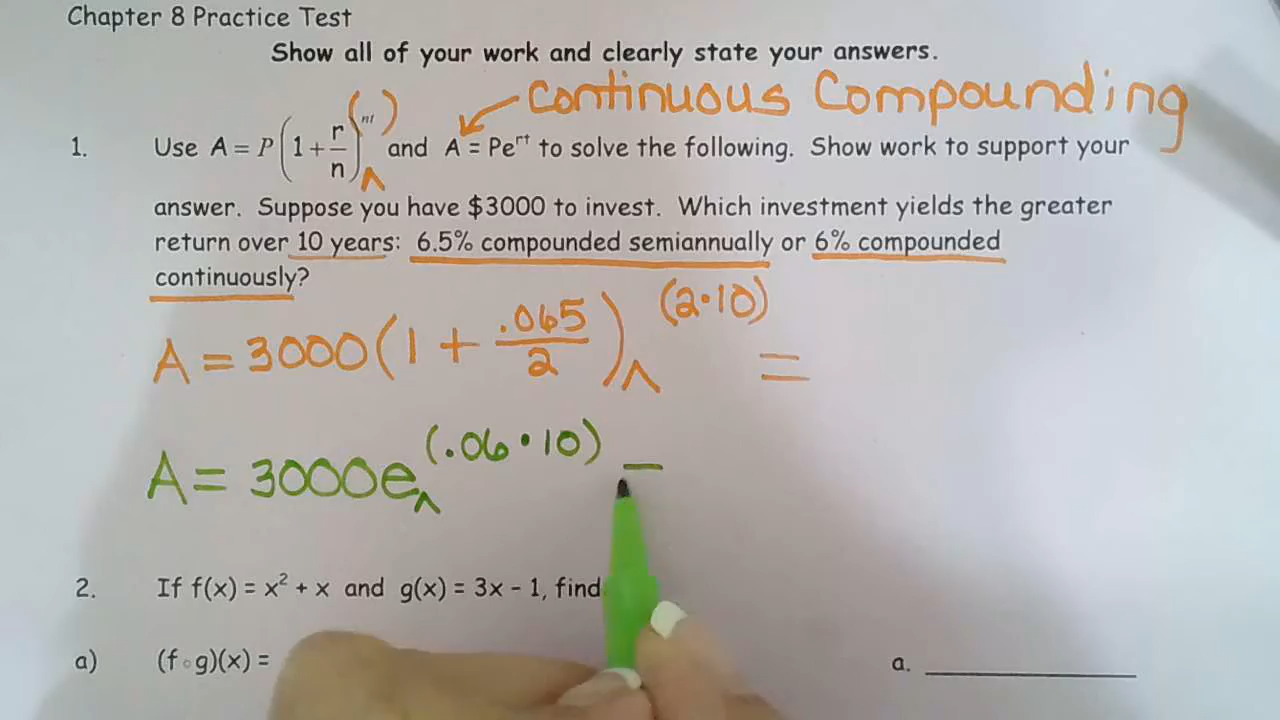 Chapter 8 Practice Test
Show all of your work and clearly state your answers.
Continuous Compounding
1. Use A = P(1 + r/n)^(nt) and A = Pe^rt to solve the following. Show work to support your
answer. Suppose you have $3000 to invest. Which investment yields the greater
return over 10 years: 6.5% compounded semiannually or 6% compounded
continuously?
A = 3000(1 + .065/2)^(2·10) =
A = 3000e^(.06·10) –
2. If f(x) = x² + x and g(x) = 3x – 1, find
a) (f ∘ g)(x) = a. ____________